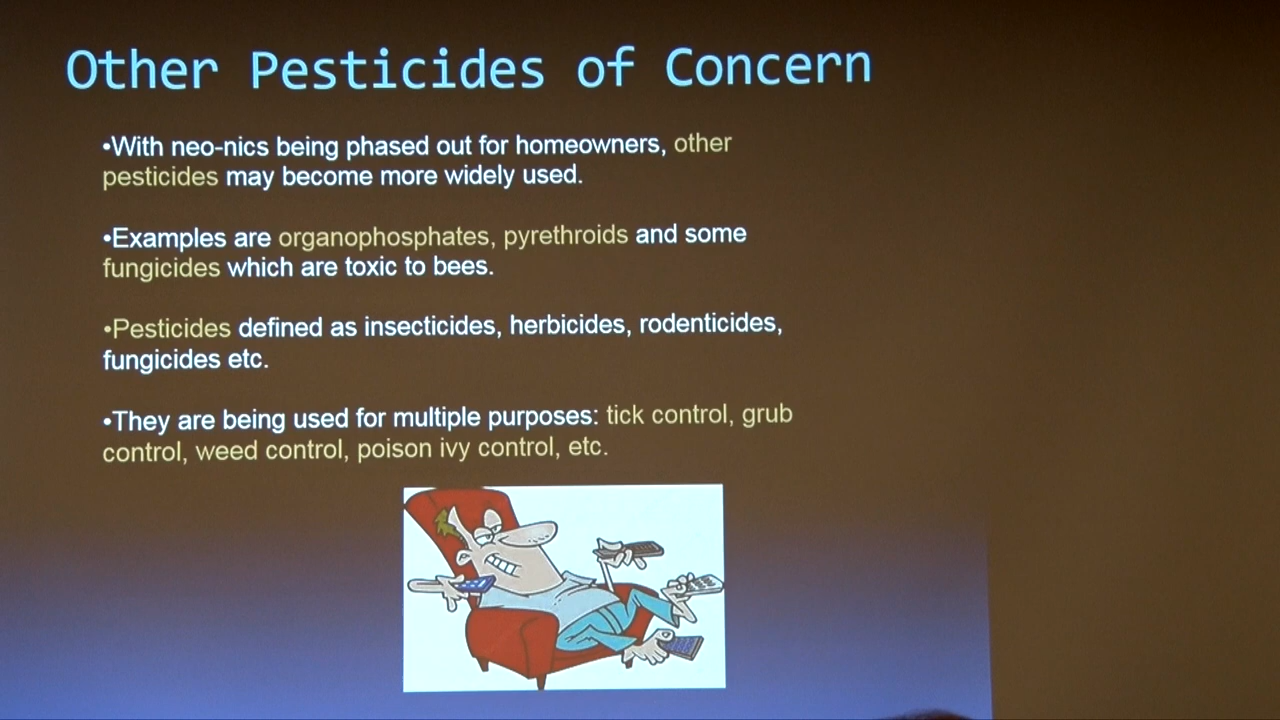 Other Pesticides of Concern
•With neo-nics being phased out for homeowners, other
pesticides may become more widely used.
•Examples are organophosphates, pyrethroids and some
fungicides which are toxic to bees.
•Pesticides defined as insecticides, herbicides, rodenticides,
fungicides etc.
•They are being used for multiple purposes: tick control, grub
control, weed control, poison ivy control, etc.